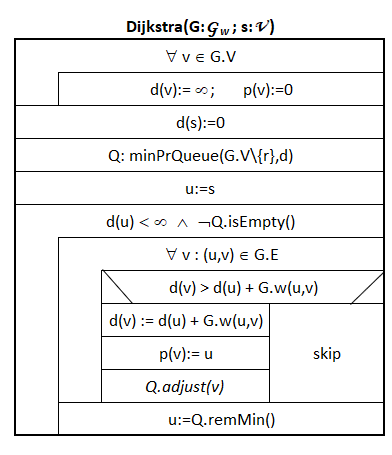 Dijkstra(G:𝒢w ; s:𝒱)
∀ v ∈ G.V
d(v):= ∞ ; p(v):=0
d(s):=0
Q: minPrQueue(G.V\{r},d)
u:=s
d(u) < ∞ ∧ ¬Q.isEmpty()
∀ v : (u,v) ∈ G.E
d(v) > d(u) + G.w(u,v)
d(v) := d(u) + G.w(u,v)
p(v):= u
skip
Q.adjust(v)
u:=Q.remMin()